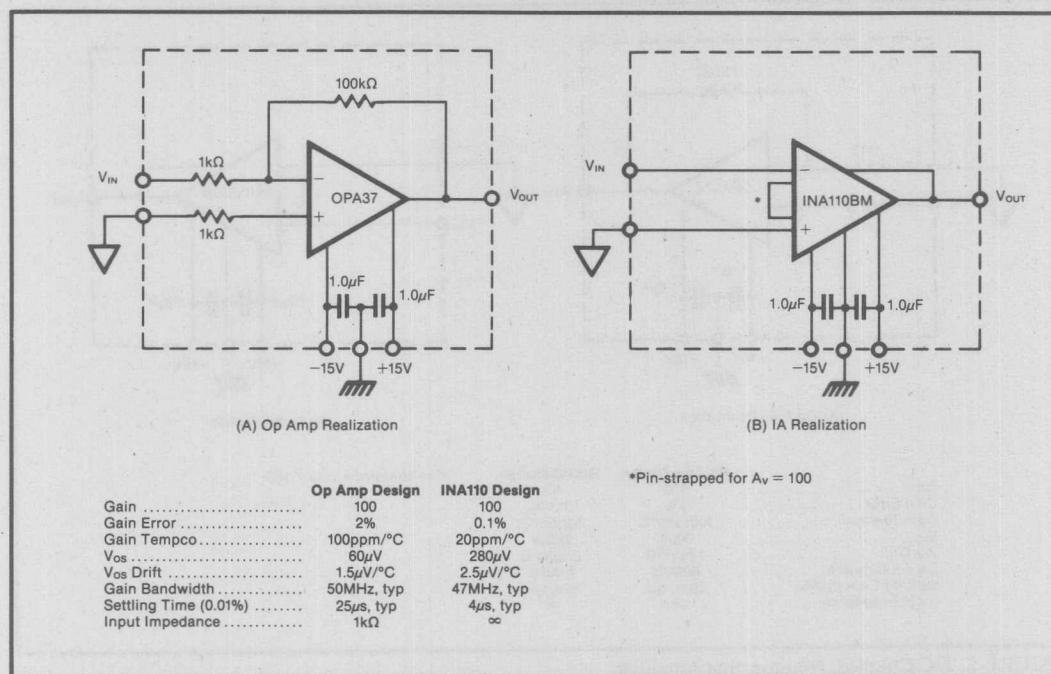 100kΩ
1kΩ
V_IN
OPA37
−
+
V_OUT
1kΩ
1.0µF
1.0µF
−15V
+15V
(A) Op Amp Realization
V_IN
−
*
INA110BM
+
V_OUT
1.0µF
1.0µF
−15V
+15V
(B) IA Realization
*Pin-strapped for A_V = 100
Op Amp Design INA110 Design
Gain .......................... 100 100
Gain Error .................... 2% 0.1%
Gain Tempco .................. 100ppm/°C 20ppm/°C
V_OS .......................... 60µV 280µV
V_OS Drift .................... 1.5µV/°C 2.5µV/°C
Gain Bandwidth ............... 50MHz, typ 47MHz, typ
Settling Time (0.01%) ........ 25µs, typ 4µs, typ
Input Impedance .............. 1kΩ ∞